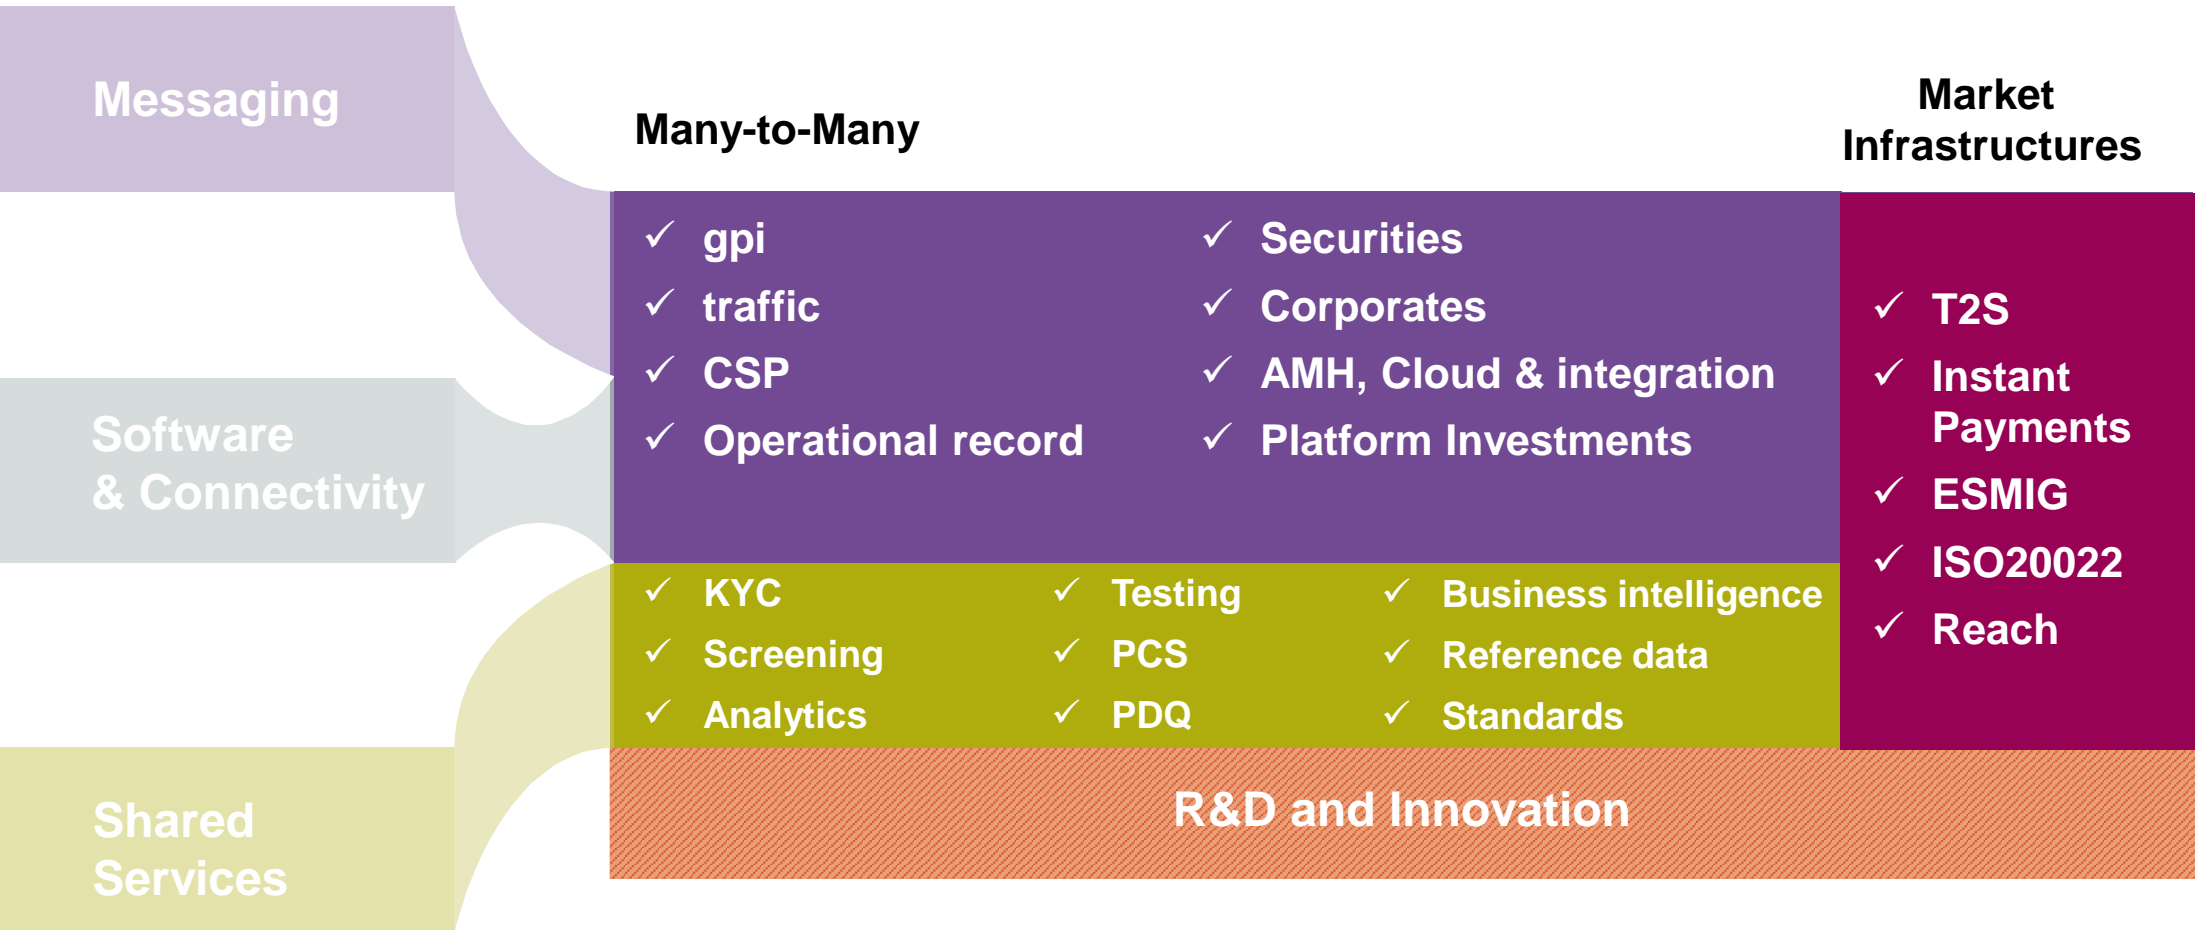 Messaging
Software
& Connectivity
Shared
Services
Many-to-Many
✓ gpi
✓ traffic
✓ CSP
✓ Operational record
✓ Securities
✓ Corporates
✓ AMH, Cloud & integration
✓ Platform Investments
✓ KYC
✓ Screening
✓ Analytics
✓ Testing
✓ PCS
✓ PDQ
✓ Business intelligence
✓ Reference data
✓ Standards
Market
Infrastructures
✓ T2S
✓ Instant
Payments
✓ ESMIG
✓ ISO20022
✓ Reach
R&D and Innovation